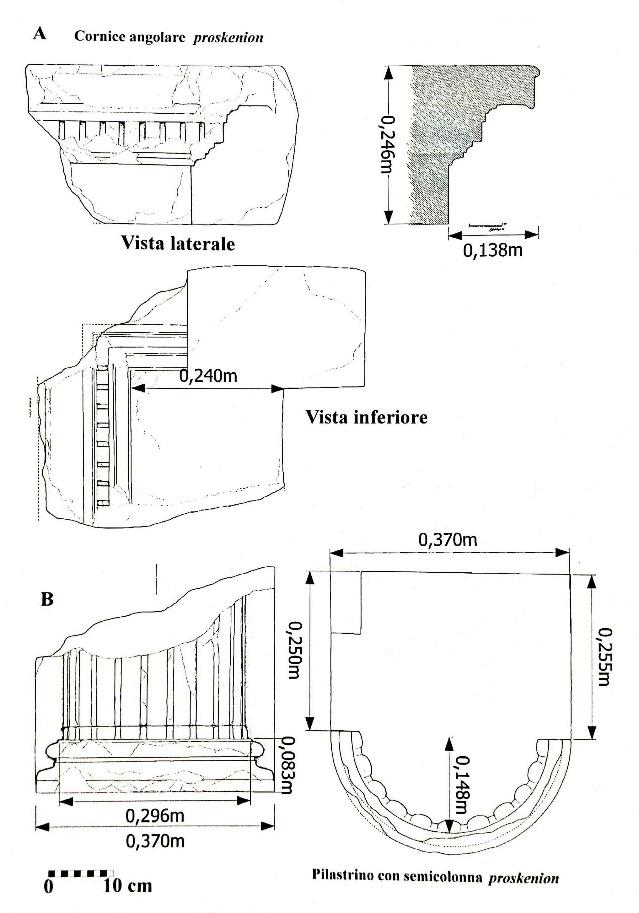 A Cornice angolare proskenion
0,246m
0,138m
Vista laterale
0,240m
Vista inferiore
0,370m
B
0,250m
0,255m
0,083m
0,148m
0,296m
0,370m
0 10 cm
Pilastrino con semicolonna proskenion